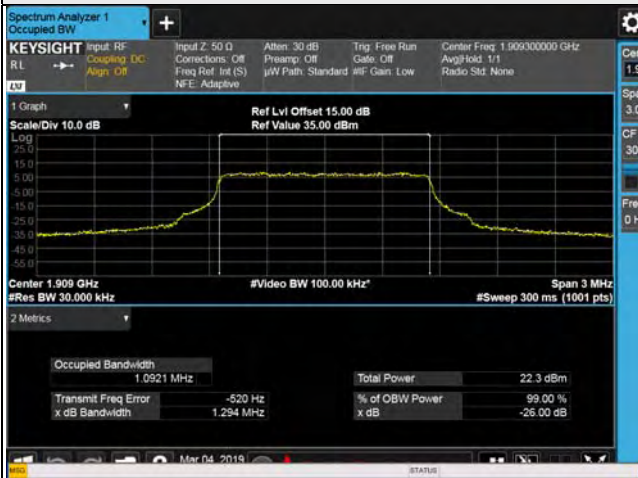 Spectrum Analyzer 1
Occupied BW
KEYSIGHT
RL
LXI
Input: RF
Coupling: DC
Align: Off
Input Z: 50 Ω
Corrections: Off
Freq Ref: Int (S)
NFE: Adaptive
Atten: 30 dB
Preamp: Off
µW Path: Standard
Trig: Free Run
Gate: Off
#IF Gain: Low
Center Freq: 1.909300000 GHz
Avg|Hold: 1/1
Radio Std: None
1 Graph
Scale/Div 10.0 dB
Ref Lvl Offset 15.00 dB
Ref Value 35.00 dBm
Log
25.0
15.0
5.00
-5.00
-15.0
-25.0
-35.0
-45.0
-55.0
Center 1.909 GHz
#Res BW 30.000 kHz
#Video BW 100.00 kHz*
Span 3 MHz
#Sweep 300 ms (1001 pts)
2 Metrics
Occupied Bandwidth
1.0921 MHz
Transmit Freq Error -520 Hz
x dB Bandwidth 1.294 MHz
Total Power 22.3 dBm
% of OBW Power 99.00 %
x dB -26.00 dB
Mar 04, 2019
MSG
STATUS